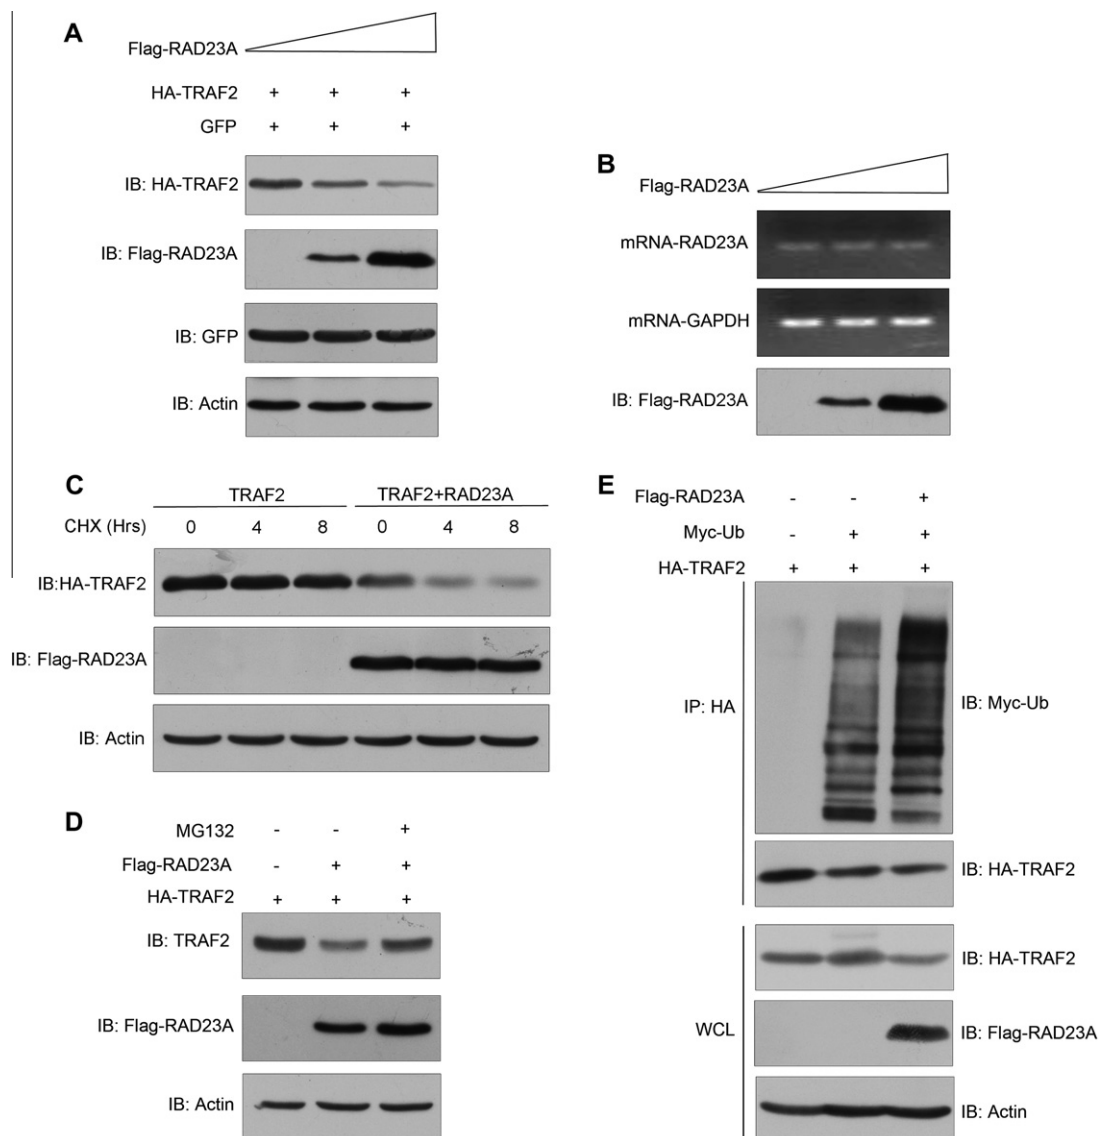 A
Flag-RAD23A
HA-TRAF2 + + +
GFP + + +
IB: HA-TRAF2
IB: Flag-RAD23A
IB: GFP
IB: Actin
B
Flag-RAD23A
mRNA-RAD23A
mRNA-GAPDH
IB: Flag-RAD23A
C
TRAF2 TRAF2+RAD23A
CHX (Hrs) 0 4 8 0 4 8
IB:HA-TRAF2
IB: Flag-RAD23A
IB: Actin
D
MG132 - - +
Flag-RAD23A - + +
HA-TRAF2 + + +
IB: TRAF2
IB: Flag-RAD23A
IB: Actin
E
Flag-RAD23A - - +
Myc-Ub - + +
HA-TRAF2 + + +
IP: HA
IB: Myc-Ub
IB: HA-TRAF2
WCL
IB: HA-TRAF2
IB: Flag-RAD23A
IB: Actin